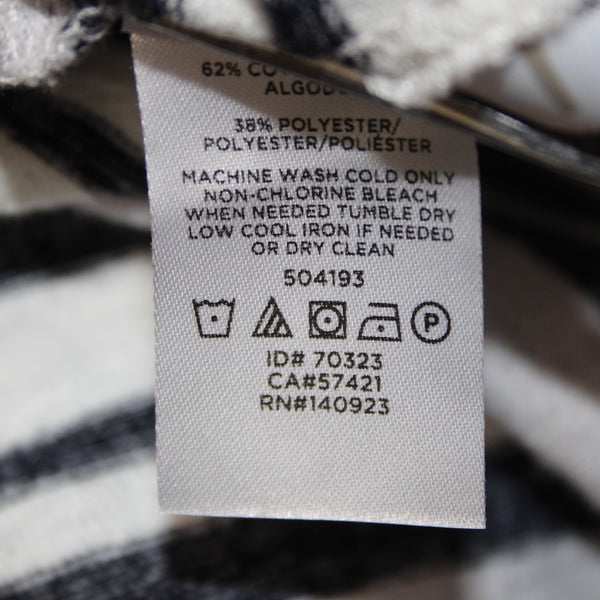 62%
ALGOD
38% POLYESTER/
POLYESTER/POLIÉSTER
MACHINE WASH COLD ONLY
NON-CHLORINE BLEACH
WHEN NEEDED TUMBLE DRY
LOW COOL IRON IF NEEDED
OR DRY CLEAN
504193
P
ID# 70323
CA#57421
RN#140923